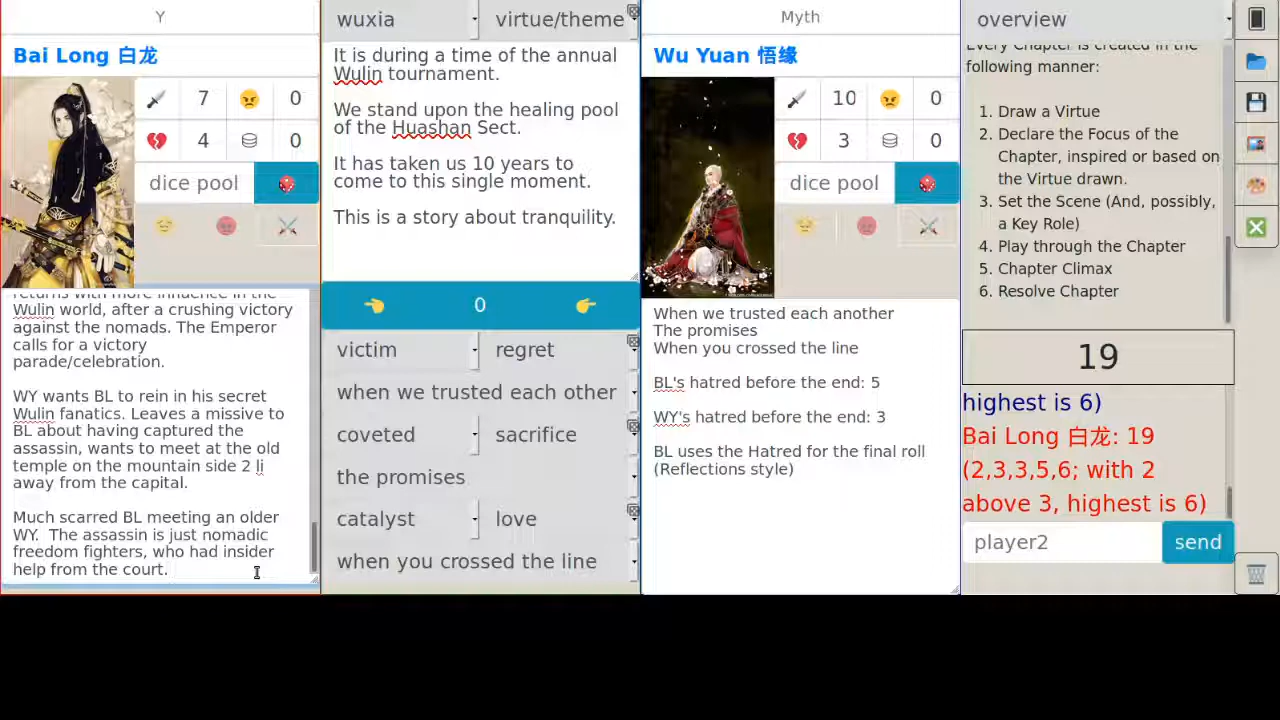 Y
Bai Long 白龙
7
0
4
0
dice pool
returns with more influence in the
Wulin world, after a crushing victory
against the nomads. The Emperor
calls for a victory
parade/celebration.
WY wants BL to rein in his secret
Wulin fanatics. Leaves a missive to
BL about having captured the
assassin, wants to meet at the old
temple on the mountain side 2 li
away from the capital.
Much scarred BL meeting an older
WY.  The assassin is just nomadic
freedom fighters, who had insider
help from the court.
wuxia
virtue/theme
It is during a time of the annual
Wulin tournament.
We stand upon the healing pool
of the Huashan Sect.
It has taken us 10 years to
come to this single moment.
This is a story about tranquility.
0
victim
regret
when we trusted each other
coveted
sacrifice
the promises
catalyst
love
when you crossed the line
Myth
Wu Yuan 悟缘
10
0
3
0
dice pool
When we trusted each another
The promises
When you crossed the line
BL's hatred before the end: 5
WY's hatred before the end: 3
BL uses the Hatred for the final roll
(Reflections style)
overview
Every Chapter is created in the
following manner:
1. Draw a Virtue
2. Declare the Focus of the
Chapter, inspired or based on
the Virtue drawn.
3. Set the Scene (And, possibly,
a Key Role)
4. Play through the Chapter
5. Chapter Climax
6. Resolve Chapter
19
highest is 6)
Bai Long 白龙: 19
(2,3,3,5,6; with 2
above 3, highest is 6)
player2
send